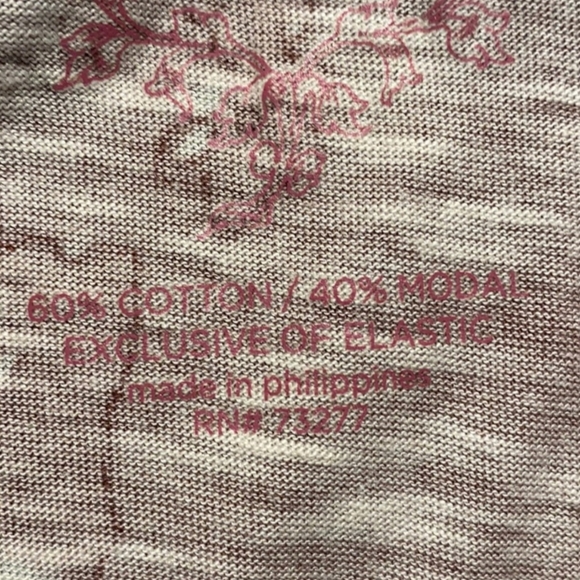 60% COTTON / 40% MODAL
EXCLUSIVE OF ELASTIC
made in philippines
RN# 73277